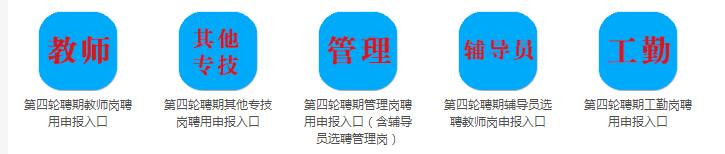 教师
第四轮聘期教师岗聘
用申报入口
其他
专技
第四轮聘期其他专技
岗聘用申报入口
管理
第四轮聘期管理岗聘
用申报入口（含辅导
员选聘管理岗）
辅导员
第四轮聘期辅导员选
聘教师岗申报入口
工勤
第四轮聘期工勤岗聘
用申报入口